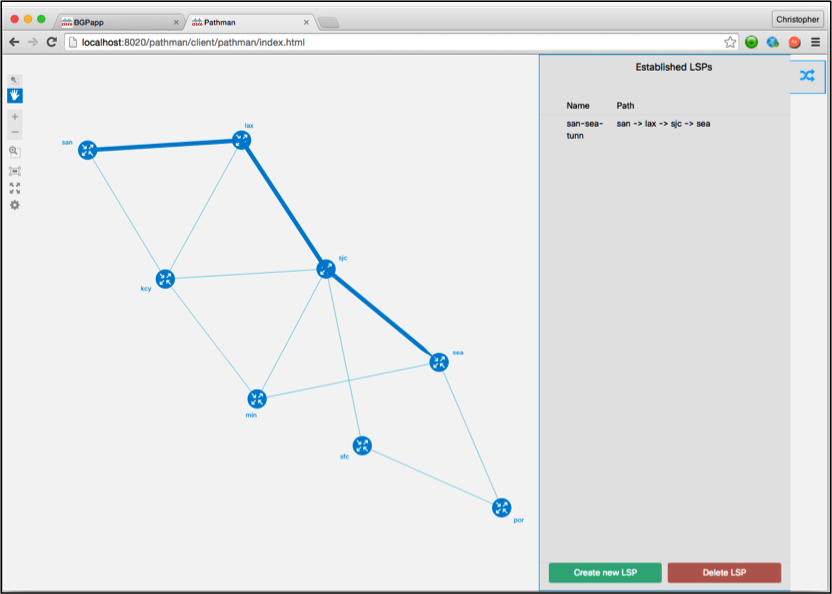 BGPapp
Pathman
Christopher
localhost:8020/pathman/client/pathman/index.html
Established LSPs
Name Path
san-sea- san -> lax -> sjc -> sea
tunn
san
lax
sjc
kcy
sea
min
sfc
por
Create new LSP Delete LSP